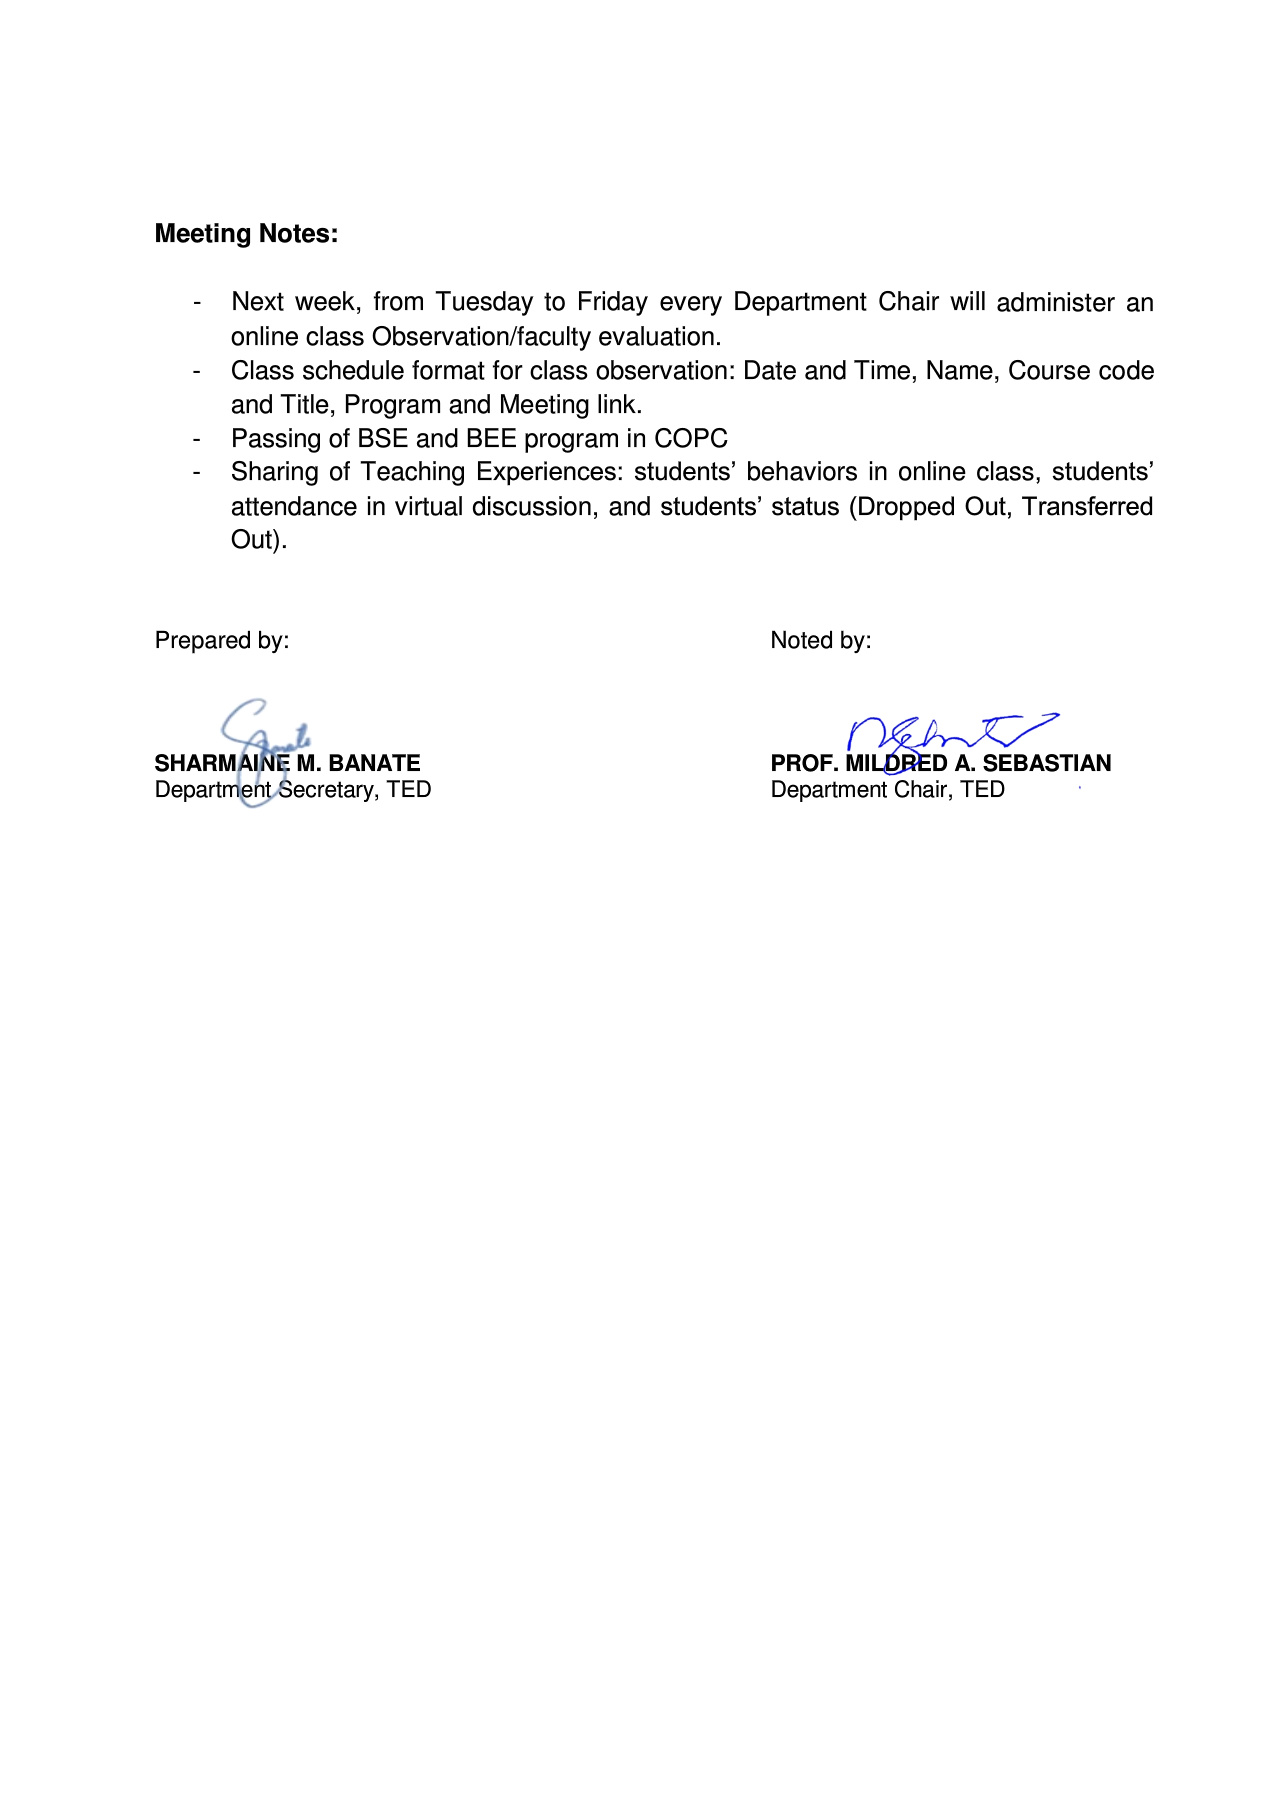 Meeting Notes:
- Next week, from Tuesday to Friday every Department Chair will administer an
online class Observation/faculty evaluation.
- Class schedule format for class observation: Date and Time, Name, Course code
and Title, Program and Meeting link.
- Passing of BSE and BEE program in COPC
- Sharing of Teaching Experiences: students’ behaviors in online class, students’
attendance in virtual discussion, and students’ status (Dropped Out, Transferred
Out).
Prepared by:
Noted by:
SHARMAINE M. BANATE
PROF. MILDRED A. SEBASTIAN
Department Secretary, TED
Department Chair, TED